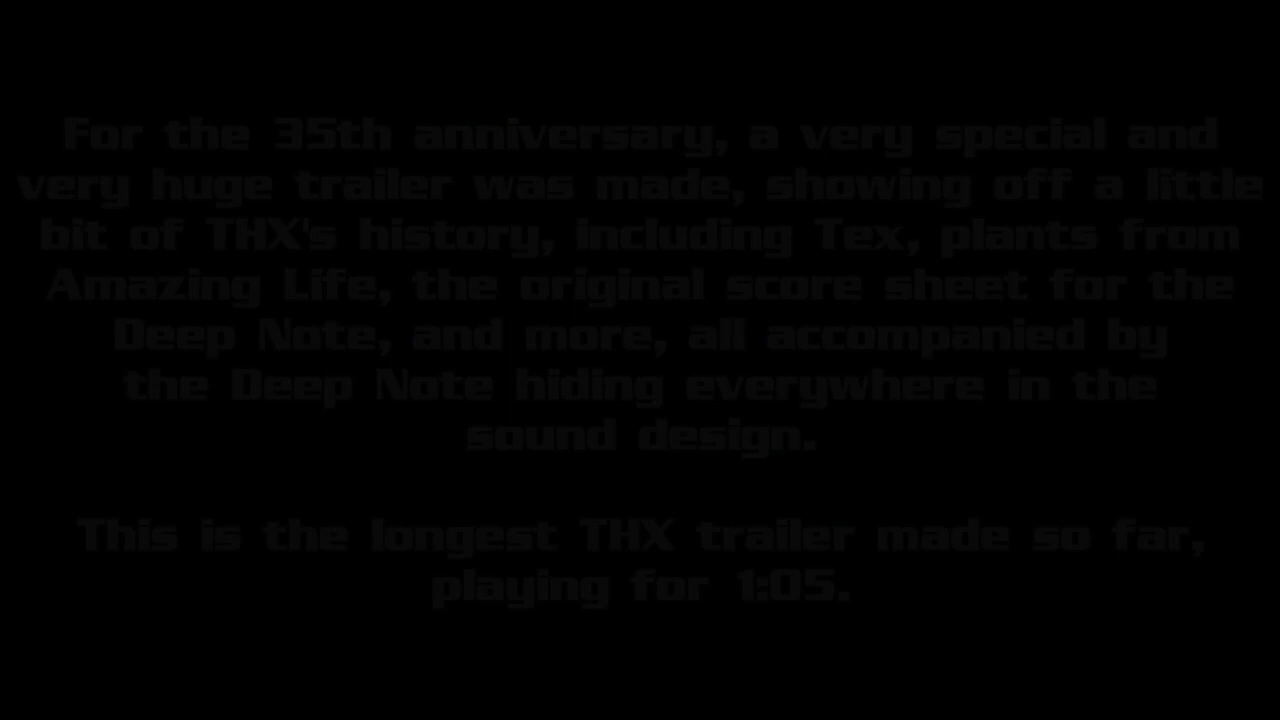 For the 35th anniversary, a very special and
very huge trailer was made, showing off a little
bit of THX's history, including Tex, plants from
Amazing Life, the original score sheet for the
Deep Note, and more, all accompanied by
the Deep Note hiding everywhere in the
sound design.
This is the longest THX trailer made so far,
playing for 1:05.